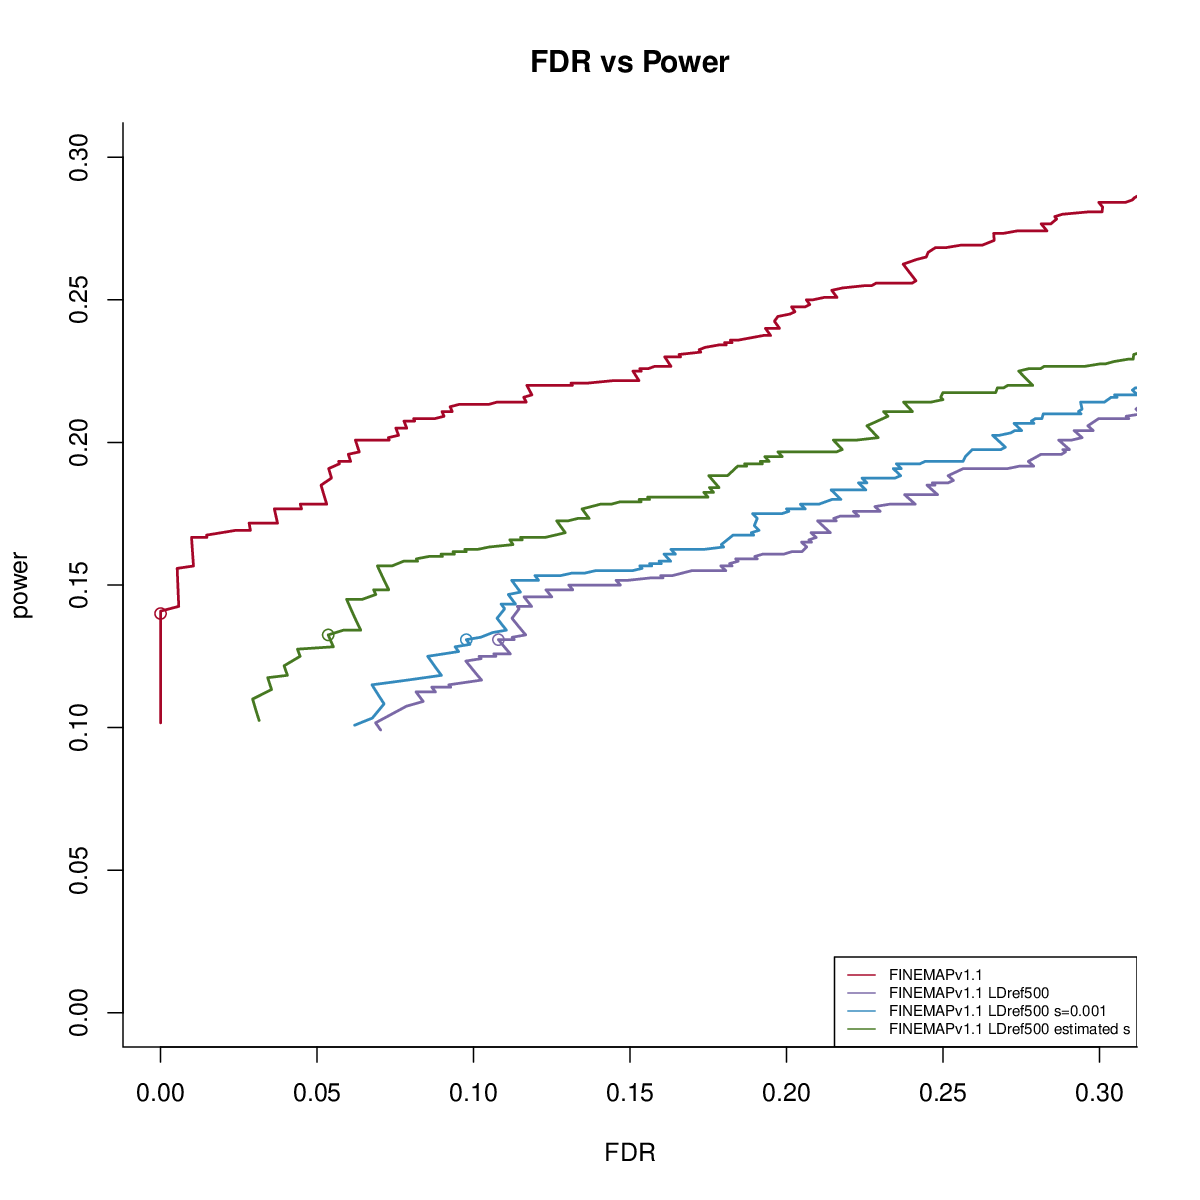 FDR vs Power
power
0.30
0.25
0.20
0.15
0.10
0.05
0.00
FINEMAPv1.1
FINEMAPv1.1 LDref500
FINEMAPv1.1 LDref500 s=0.001
FINEMAPv1.1 LDref500 estimated s
0.00 0.05 0.10 0.15 0.20 0.25 0.30
FDR